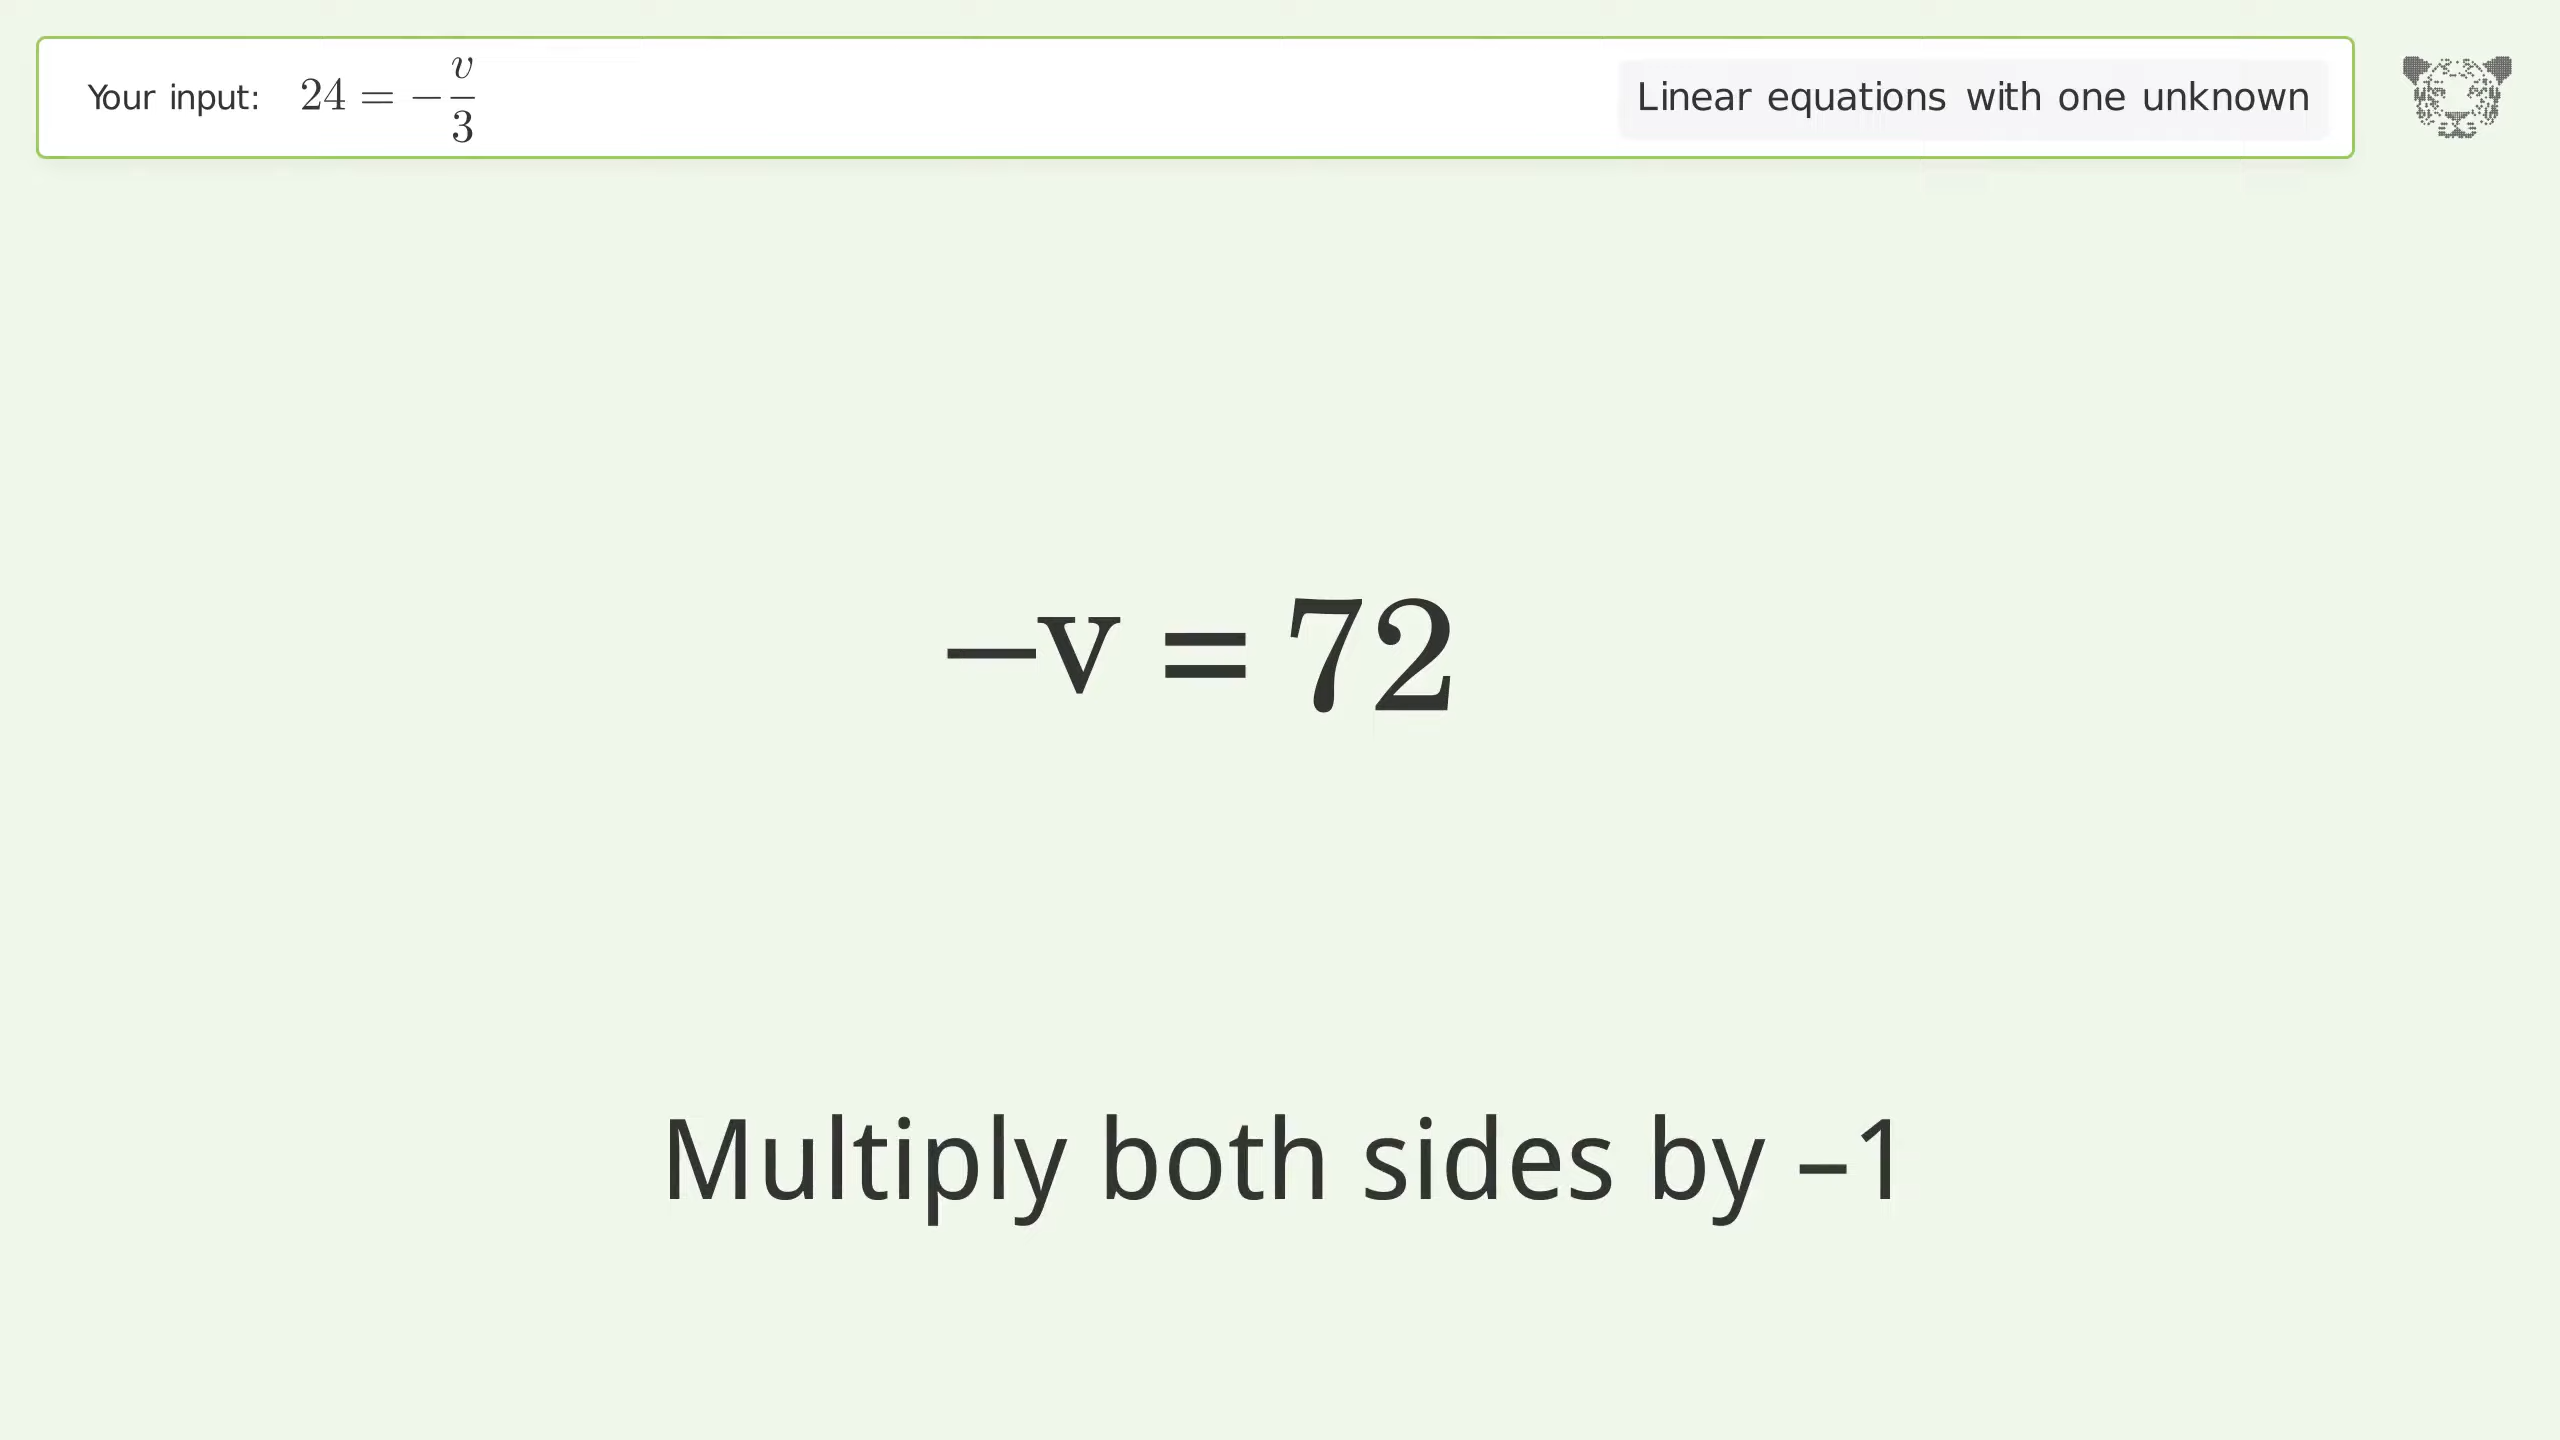 Your input: 24 = −v/3
Linear equations with one unknown
−v = 72
Multiply both sides by −1